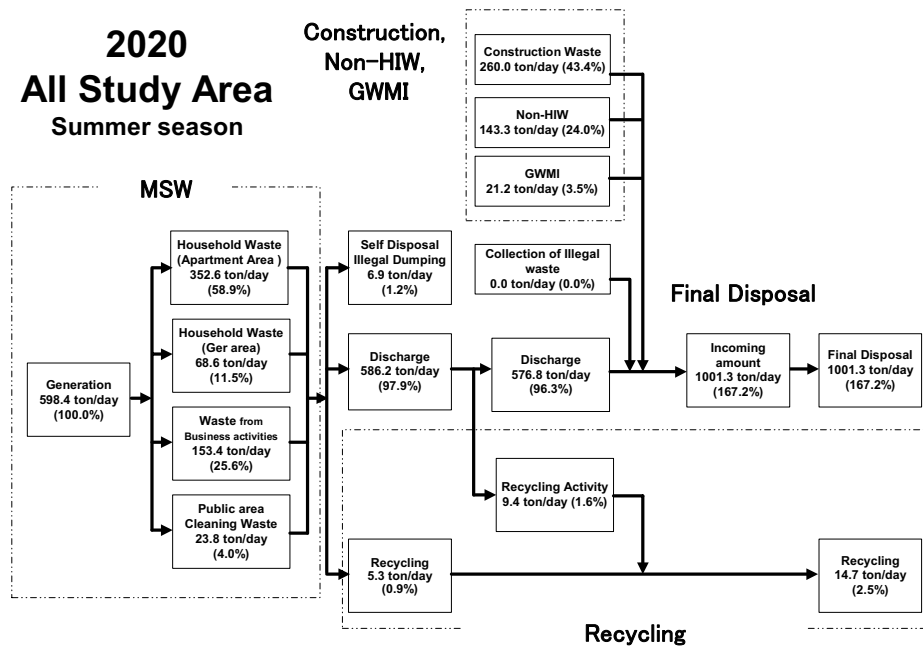 2020
All Study Area
Summer season
Construction,
Non-HIW,
GWMI
Construction Waste
260.0 ton/day (43.4%)
Non-HIW
143.3 ton/day (24.0%)
GWMI
21.2 ton/day (3.5%)
MSW
Generation
598.4 ton/day
(100.0%)
Household Waste
(Apartment Area )
352.6 ton/day
(58.9%)
Household Waste
(Ger area)
68.6 ton/day
(11.5%)
Waste from
Business activities
153.4 ton/day
(25.6%)
Public area
Cleaning Waste
23.8 ton/day
(4.0%)
Self Disposal
Illegal Dumping
6.9 ton/day
(1.2%)
Discharge
586.2 ton/day
(97.9%)
Recycling
5.3 ton/day
(0.9%)
Collection of Illegal
waste
0.0 ton/day (0.0%)
Discharge
576.8 ton/day
(96.3%)
Recycling Activity
9.4 ton/day (1.6%)
Final Disposal
Incoming
amount
1001.3 ton/day
(167.2%)
Final Disposal
1001.3 ton/day
(167.2%)
Recycling
14.7 ton/day
(2.5%)
Recycling